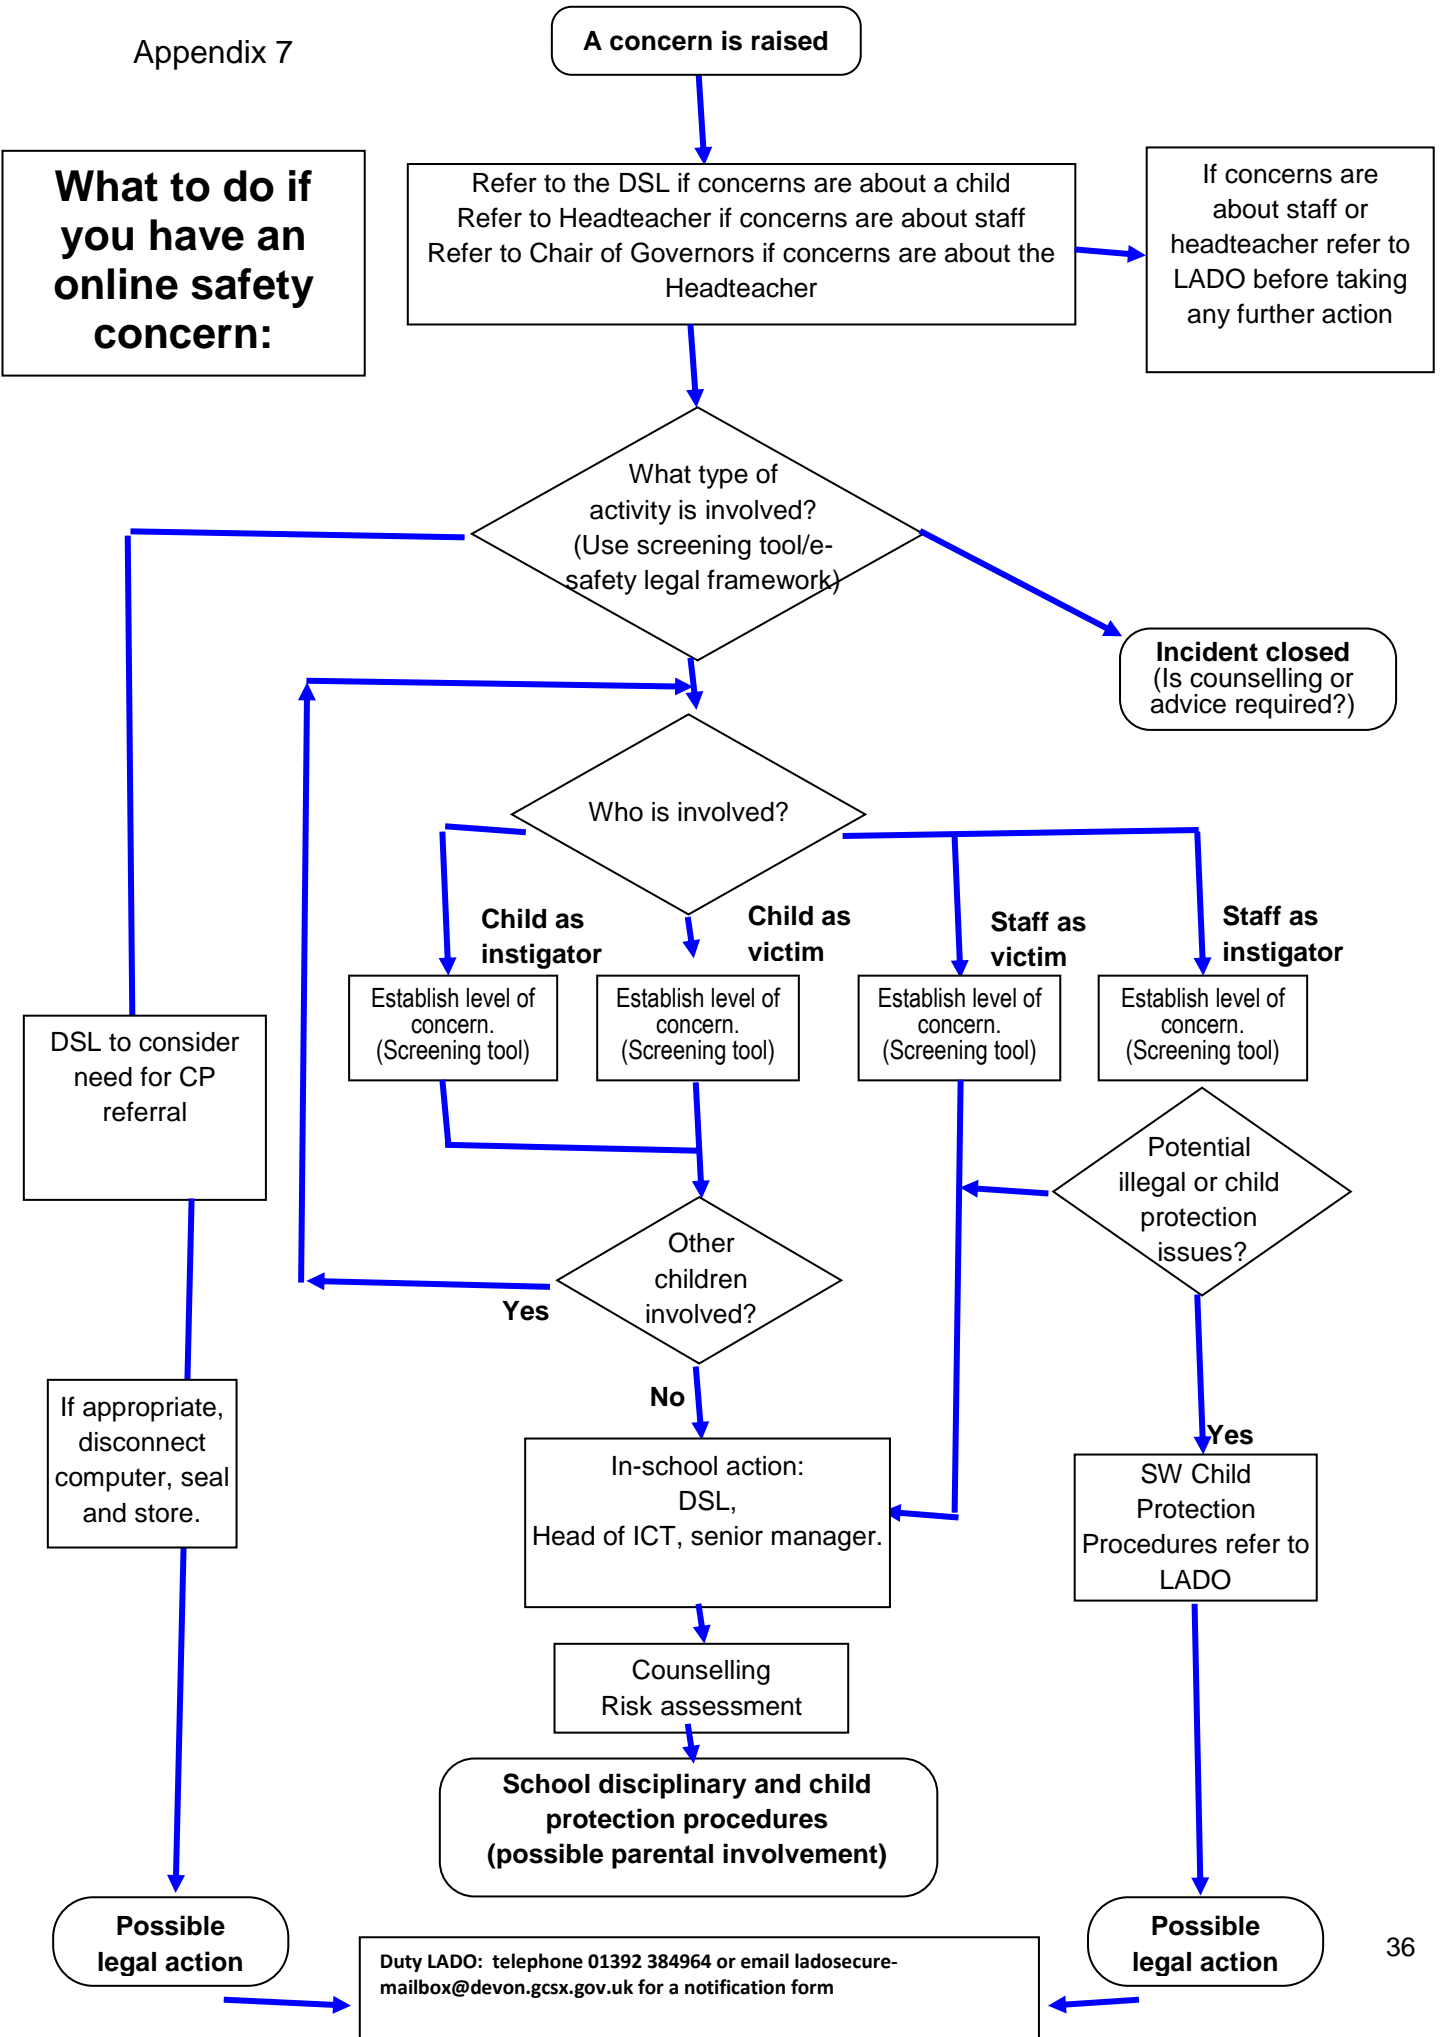 Appendix 7
A concern is raised
What to do if
you have an
online safety
concern:
Refer to the DSL if concerns are about a child
Refer to Headteacher if concerns are about staff
Refer to Chair of Governors if concerns are about the
Headteacher
If concerns are
about staff or
headteacher refer to
LADO before taking
any further action
What type of
activity is involved?
(Use screening tool/e-
safety legal framework)
Incident closed
(Is counselling or
advice required?)
Who is involved?
Child as
instigator
Child as
victim
Staff as
victim
Staff as
instigator
Establish level of
concern.
(Screening tool)
Establish level of
concern.
(Screening tool)
Establish level of
concern.
(Screening tool)
Establish level of
concern.
(Screening tool)
DSL to consider
need for CP
referral
Potential
illegal or child
protection
issues?
Other
children
involved?
Yes
No
If appropriate,
disconnect
computer, seal
and store.
Yes
In-school action:
DSL,
Head of ICT, senior manager.
SW Child
Protection
Procedures refer to
LADO
Counselling
Risk assessment
School disciplinary and child
protection procedures
(possible parental involvement)
Possible
legal action
Possible
legal action
Duty LADO:  telephone 01392 384964 or email ladosecure-
mailbox@devon.gcsx.gov.uk for a notification form
36